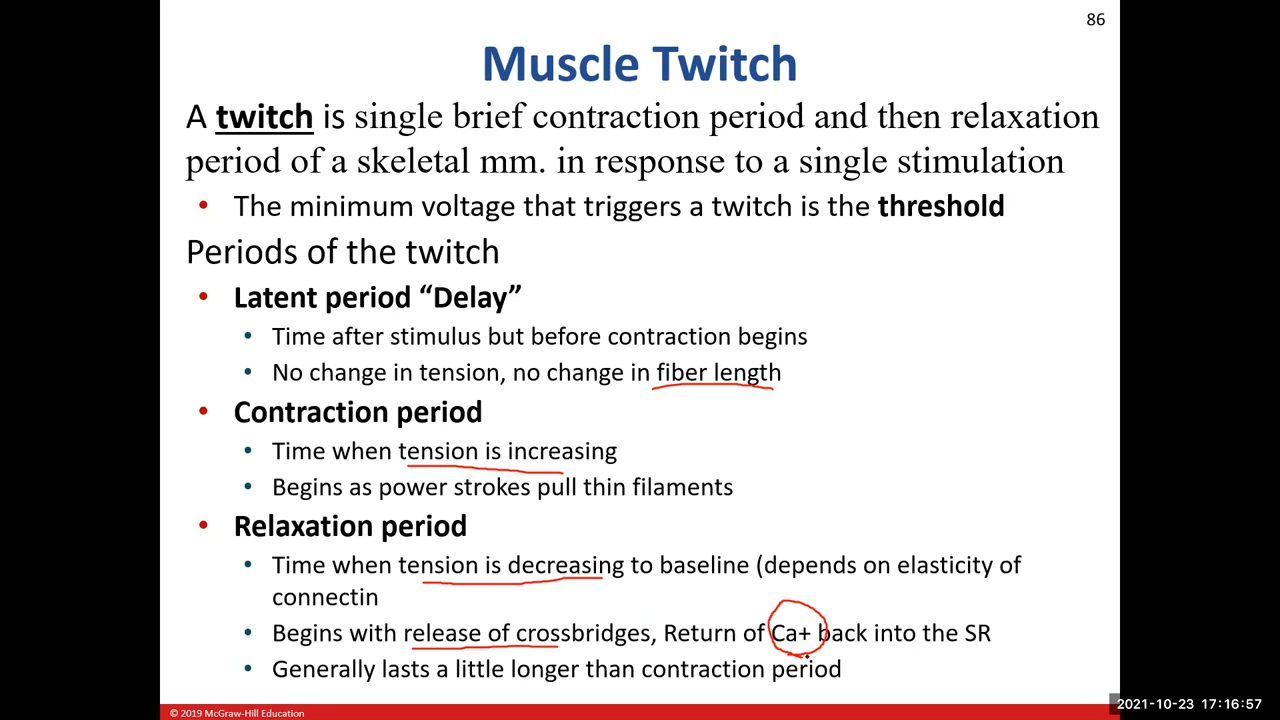 86
Muscle Twitch
A twitch is single brief contraction period and then relaxation
period of a skeletal mm. in response to a single stimulation
• The minimum voltage that triggers a twitch is the threshold
Periods of the twitch
• Latent period “Delay”
• Time after stimulus but before contraction begins
• No change in tension, no change in fiber length
• Contraction period
• Time when tension is increasing
• Begins as power strokes pull thin filaments
• Relaxation period
• Time when tension is decreasing to baseline (depends on elasticity of
connectin
• Begins with release of crossbridges, Return of Ca+ back into the SR
• Generally lasts a little longer than contraction period
© 2019 McGraw-Hill Education
2021-10-23 17:16:57